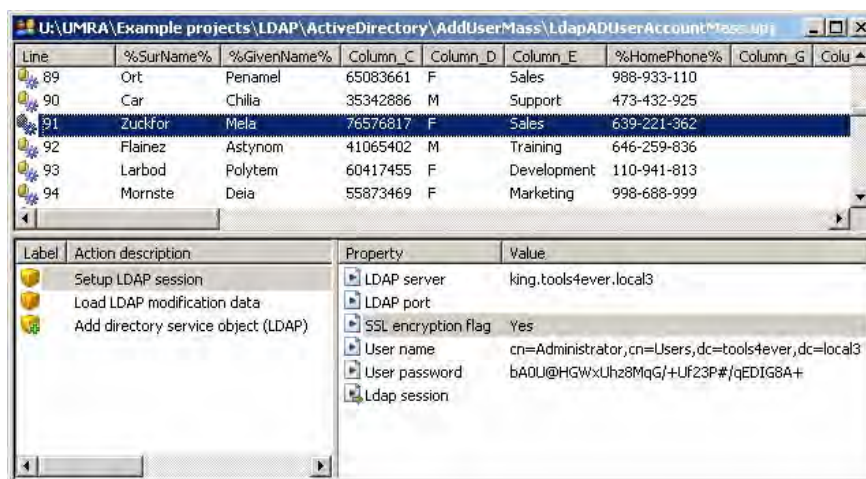 U:\UMRA\Example projects\LDAP\ActiveDirectory\AddUserMass\LdapADUserAccountMass.upj
Line %SurName% %GivenName% Column_C Column_D Column_E %HomePhone% Column_G Colu
89 Ort Penamel 65083661 F Sales 988-933-110
90 Car Chilia 35342886 M Support 473-432-925
91 Zuckfor Mela 76576817 F Sales 639-221-362
92 Flainez Astynom 41065402 M Training 646-259-836
93 Larbod Polytem 60417455 F Development 110-941-813
94 Mornste Deia 55873469 F Marketing 998-688-999
Label Action description
Setup LDAP session
Load LDAP modification data
Add directory service object (LDAP)
Property Value
LDAP server king.tools4ever.local3
LDAP port
SSL encryption flag Yes
User name cn=Administrator,cn=Users,dc=tools4ever,dc=local3
User password bA0U@HGWxUhz8MqG/+Uf23P#/qEDIG8A+
Ldap session